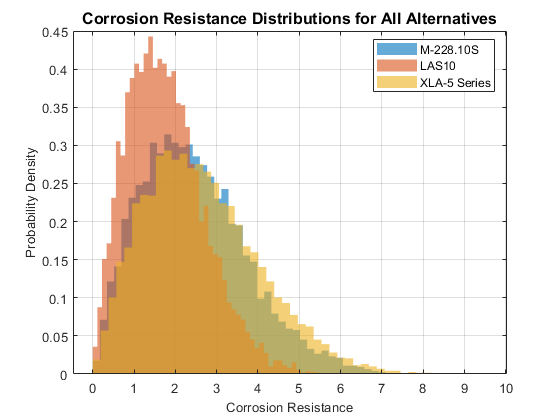 Corrosion Resistance Distributions for All Alternatives
M-228.10S
LAS10
XLA-5 Series
0.45
0.4
0.35
0.3
0.25
0.2
0.15
0.1
0.05
0
Probability Density
0 1 2 3 4 5 6 7 8 9 10
Corrosion Resistance